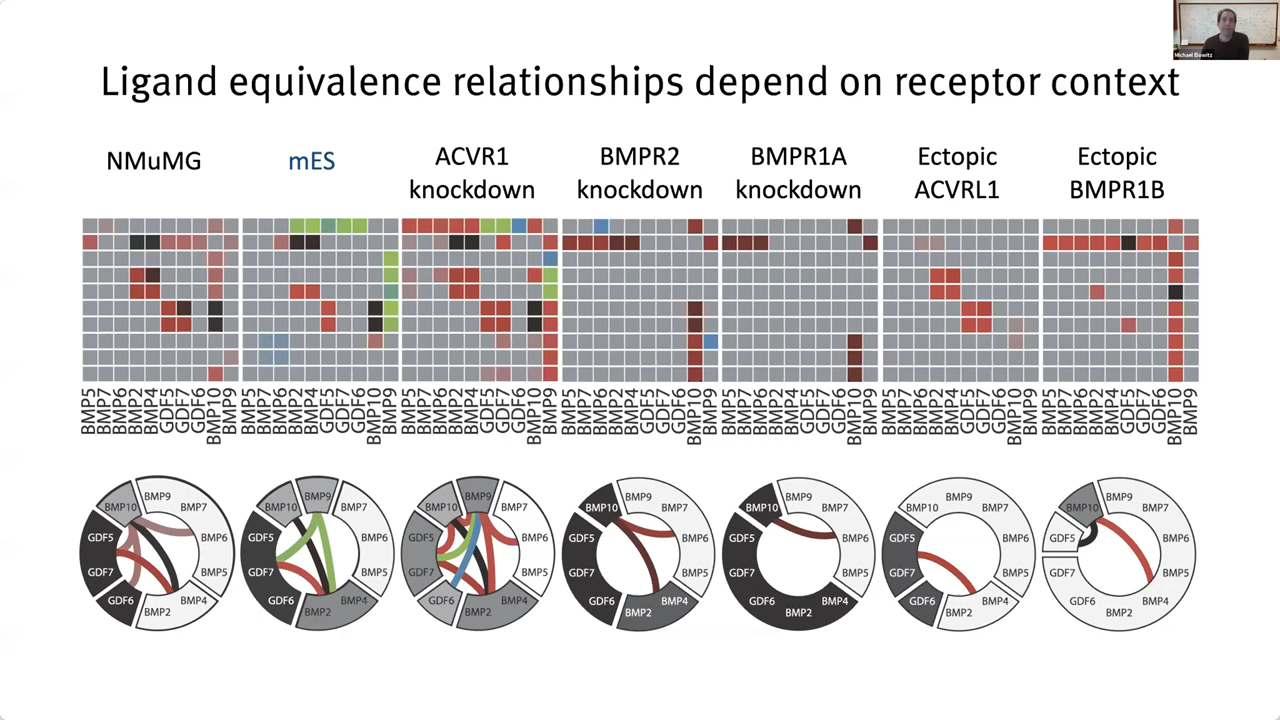 Michael Elowitz
Ligand equivalence relationships depend on receptor context
NMuMG
mES
ACVR1
knockdown
BMPR2
knockdown
BMPR1A
knockdown
Ectopic
ACVRL1
Ectopic
BMPR1B
BMP5
BMP7
BMP6
BMP2
BMP4
GDF5
GDF7
GDF6
BMP10
BMP9
BMP5
BMP7
BMP6
BMP2
BMP4
GDF5
GDF7
GDF6
BMP10
BMP9
BMP5
BMP7
BMP6
BMP2
BMP4
GDF5
GDF7
GDF6
BMP10
BMP9
BMP5
BMP7
BMP6
BMP2
BMP4
GDF5
GDF7
GDF6
BMP10
BMP9
BMP5
BMP7
BMP6
BMP2
BMP4
GDF5
GDF7
GDF6
BMP10
BMP9
BMP5
BMP7
BMP6
BMP2
BMP4
GDF5
GDF7
GDF6
BMP10
BMP9
BMP5
BMP7
BMP6
BMP2
BMP4
GDF5
GDF7
GDF6
BMP10
BMP9
BMP9
BMP10
BMP7
GDF5
BMP6
GDF7
BMP5
GDF6
BMP4
BMP2
BMP9
BMP10
BMP7
GDF5
BMP6
GDF7
BMP5
GDF6
BMP4
BMP2
BMP9
BMP10
BMP7
GDF5
BMP6
GDF7
BMP5
GDF6
BMP4
BMP2
BMP9
BMP10
BMP7
GDF5
BMP6
GDF7
BMP5
GDF6
BMP4
BMP2
BMP9
BMP10
BMP7
GDF5
BMP6
GDF7
BMP5
GDF6
BMP4
BMP2
BMP9
BMP10
BMP7
GDF5
BMP6
GDF7
BMP5
GDF6
BMP4
BMP2
BMP9
BMP10
BMP7
GDF5
BMP6
GDF7
BMP5
GDF6
BMP4
BMP2